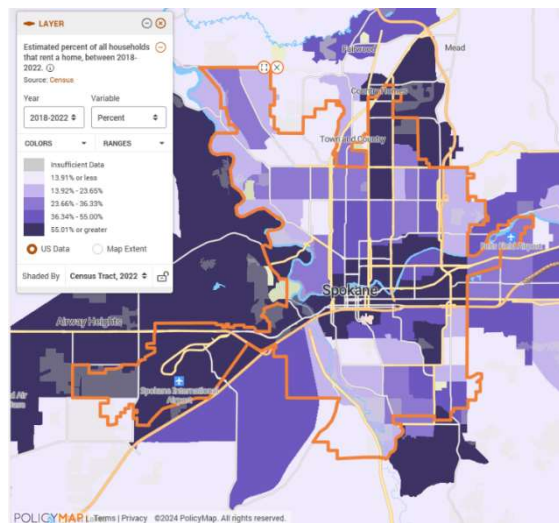 LAYER
Estimated percent of all households
that rent a home, between 2018-
2022.
Source: Census
Year
Variable
2018-2022
Percent
COLORS
RANGES
Insufficient Data
13.91% or less
13.92% - 23.65%
23.66% - 36.33%
36.34% - 55.00%
55.01% or greater
US Data
Map Extent
Shaded By
Census Tract, 2022
Fairwood
Mead
Country Homes
Town and Country
Felts Field Airport
Spokane
Airway Heights
Spokane International
Airport
POLICYMAP
Terms | Privacy ©2024 PolicyMap. All rights reserved.